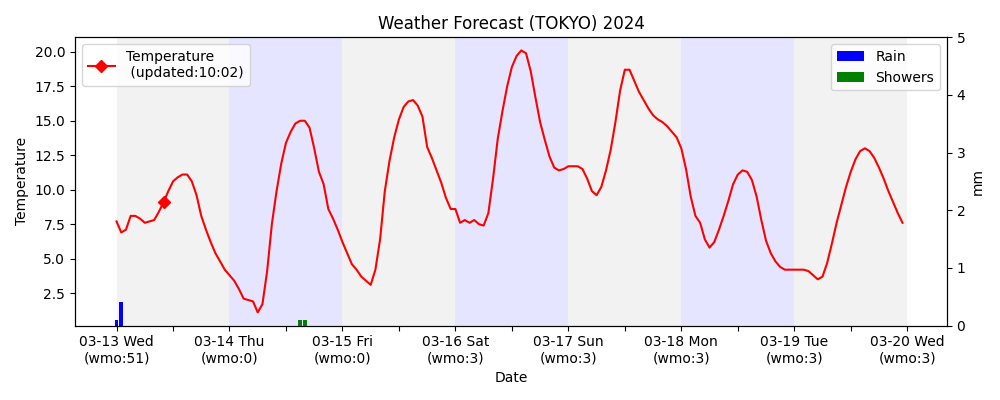 Weather Forecast (TOKYO) 2024
Temperature
(updated:10:02)
Rain
Showers
Temperature
20.0
17.5
15.0
12.5
10.0
7.5
5.0
2.5
5
4
3
2
1
0
mm
03-13 Wed
(wmo:51)
03-14 Thu
(wmo:0)
03-15 Fri
(wmo:0)
03-16 Sat
(wmo:3)
03-17 Sun
(wmo:3)
03-18 Mon
(wmo:3)
03-19 Tue
(wmo:3)
03-20 Wed
(wmo:3)
Date